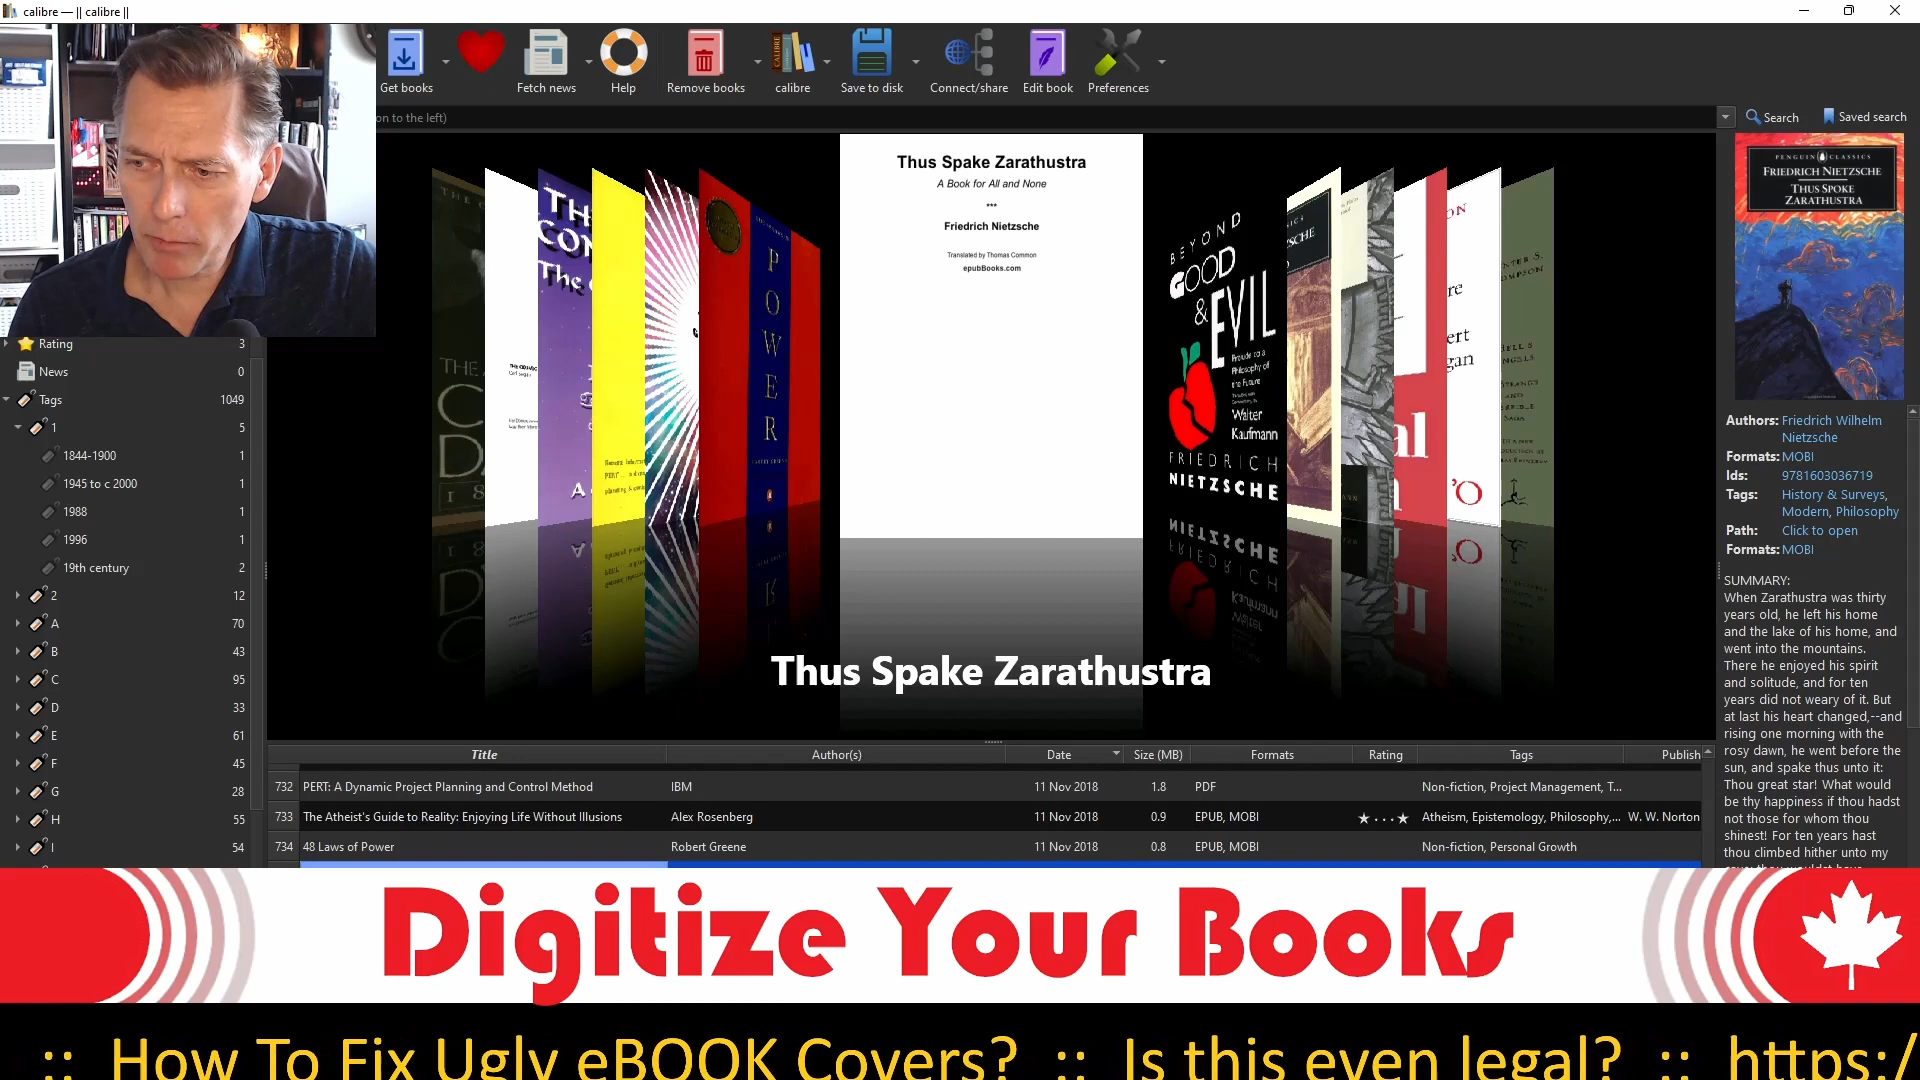 calibre — || calibre ||
Get books
Fetch news
Help
Remove books
calibre
Save to disk
Connect/share
Edit book
Preferences
on to the left)
Search
Saved search
Rating 3
News 0
Tags 1049
1 5
1844-1900 1
1945 to c 2000 1
1988 1
1996 1
19th century 2
2 12
A 70
B 43
C 95
D 33
E 61
F 45
G 28
H 55
I 54
POWER
Thus Spake Zarathustra
A Book for All and None
***
Friedrich Nietzsche
Translated by Thomas Common
epubBooks.com
BEYOND
GOOD
&
EVIL
Prelude to a
Philosophy of
the Future
Walter
Kaufmann
FRIEDRICH
NIETZSCHE
Thus Spake Zarathustra
Title Author(s) Date Size (MB) Formats Rating Tags Publish
732 PERT: A Dynamic Project Planning and Control Method IBM 11 Nov 2018 1.8 PDF Non-fiction, Project Management, T...
733 The Atheist's Guide to Reality: Enjoying Life Without Illusions Alex Rosenberg 11 Nov 2018 0.9 EPUB, MOBI ★...★ Atheism, Epistemology, Philosophy,... W. W. Norton
734 48 Laws of Power Robert Greene 11 Nov 2018 0.8 EPUB, MOBI Non-fiction, Personal Growth
PENGUIN CLASSICS
FRIEDRICH NIETZSCHE
THUS SPOKE
ZARATHUSTRA
Authors: Friedrich Wilhelm
Nietzsche
Formats: MOBI
Ids: 9781603036719
Tags: History & Surveys,
Modern, Philosophy
Path: Click to open
Formats: MOBI
SUMMARY:
When Zarathustra was thirty
years old, he left his home
and the lake of his home, and
went into the mountains.
There he enjoyed his spirit
and solitude, and for ten
years did not weary of it. But
at last his heart changed,--and
rising one morning with the
rosy dawn, he went before the
sun, and spake thus unto it:
Thou great star! What would
be thy happiness if thou hadst
not those for whom thou
shinest! For ten years hast
thou climbed hither unto my
Digitize Your Books
:: How To Fix Ugly eBOOK Covers? :: Is this even legal? :: https:/